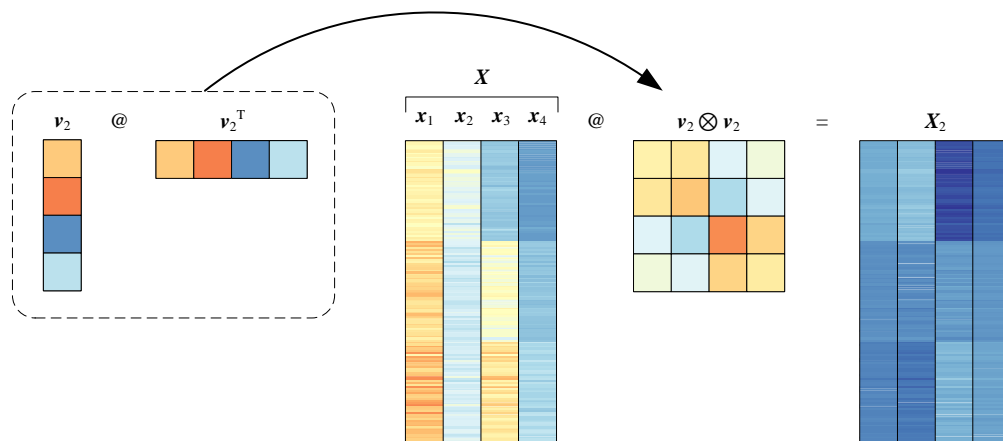 X
v₂ @ v₂ᵀ x₁ x₂ x₃ x₄ @ v₂ ⊗ v₂ = X₂